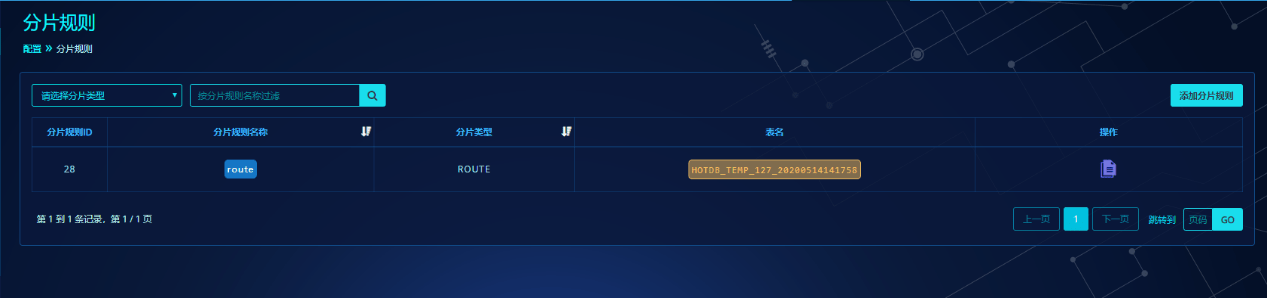 分片规则
配置 » 分片规则
请选择分片类型 按分片规则名称过滤 添加分片规则
分片规则ID 分片规则名称 分片类型 表名 操作
28 route ROUTE HOTDB_TEMP_127_20200514141758
第 1 到 1 条记录，第 1 / 1 页 上一页 1 下一页 跳转到 页码 GO